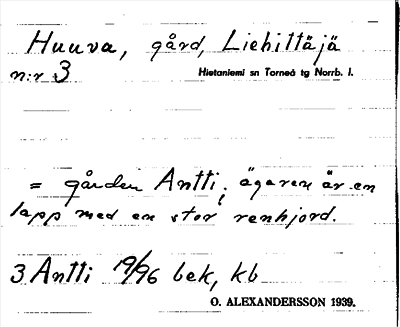 Huuva, gård, Liehittäjä
n:r 3 Hietaniemi sn Torneå tg Norrb. l.
= gården Antti; ägaren är en
lapp med en stor renhjord.
3 Antti 19/96 bek, kb
O. ALEXANDERSSON 1939.